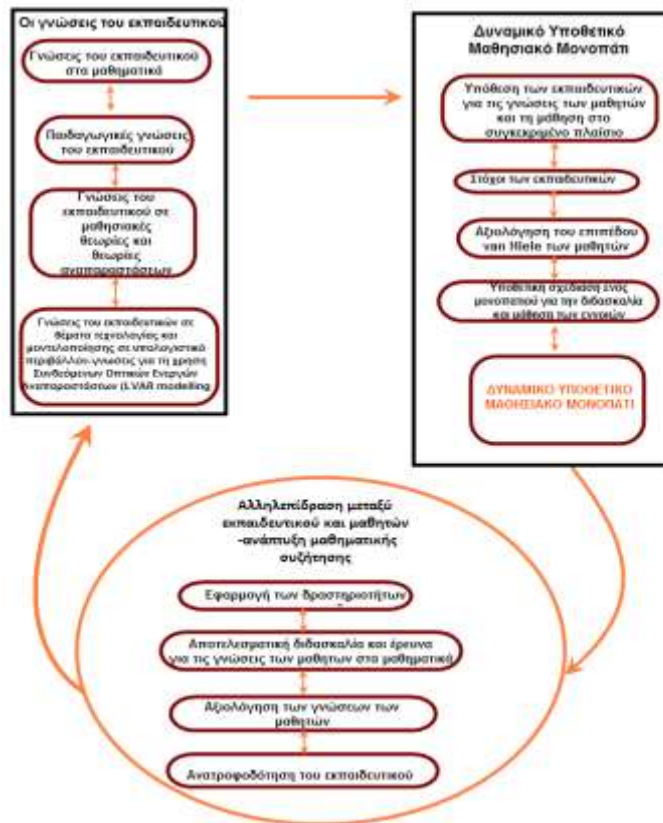 Οι γνώσεις του εκπαιδευτικού
Γνώσεις του εκπαιδευτικού
στα μαθηματικά
Παιδαγωγικές γνώσεις
του εκπαιδευτικού
Γνώσεις του
εκπαιδευτικού σε
μαθησιακές
θεωρίες και
θεωρίες
αναπαραστάσεων
Γνώσεις του εκπαιδευτικών σε
θέματα τεχνολογίας και
μοντελοποίησης σε υπολογιστικό
περιβάλλον-γνωσεις για τη χρηση
Συνδεόμενων Οπτικών Ενεργών
Αναπαραστάσεων (LVAR modelling
Δυναμικό Υποθετικό
Μαθησιακό Μονοπάτι
Υπόθεση των εκπαιδευτικών
για τις γνώσεις των μαθητών
και τη μάθηση στο
συγκεκριμένο πλαίσιο
Στόχοι των εκπαιδευτικών
Αξιολόγηση του επιπέδου
van Hiele των μαθητών
Υποθετική σχεδίαση ενός
μονοπατιού για την διδασκαλία
και μάθηση των εννοιών
ΔΥΝΑΜΙΚΟ ΥΠΟΘΕΤΙΚΟ
ΜΑΘΗΣΙΑΚΟ ΜΟΝΟΠΑΤΙ
Αλληλεπίδραση μεταξύ
εκπαιδευτικού και μαθητών
-ανάπτυξη μαθηματικής
συζήτησης
Εφαρμογή των δραστηριοτήτων
Αποτελεσματική διδασκαλία και έρευνα
για τις γνώσεις των μαθητων στα μαθηματικά
Αξιολόγηση των γνώσεων των
μαθητών
Ανατροφοδότηση του εκπαιδευτικού